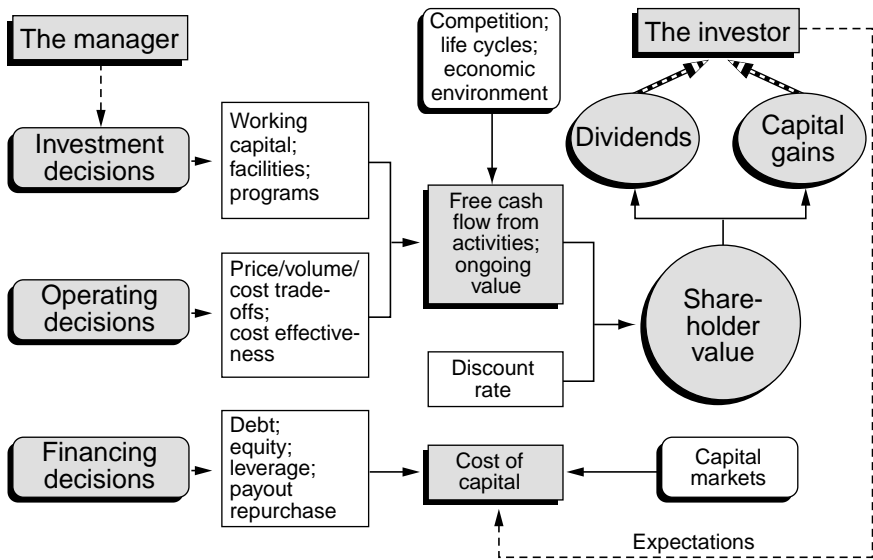 The manager
Competition;
life cycles;
economic
environment
The investor
Investment
decisions
Working
capital;
facilities;
programs
Dividends
Capital
gains
Free cash
flow from
activities;
ongoing
value
Operating
decisions
Price/volume/
cost trade-
offs;
cost effective-
ness
Share-
holder
value
Discount
rate
Financing
decisions
Debt;
equity;
leverage;
payout
repurchase
Cost of
capital
Capital
markets
Expectations